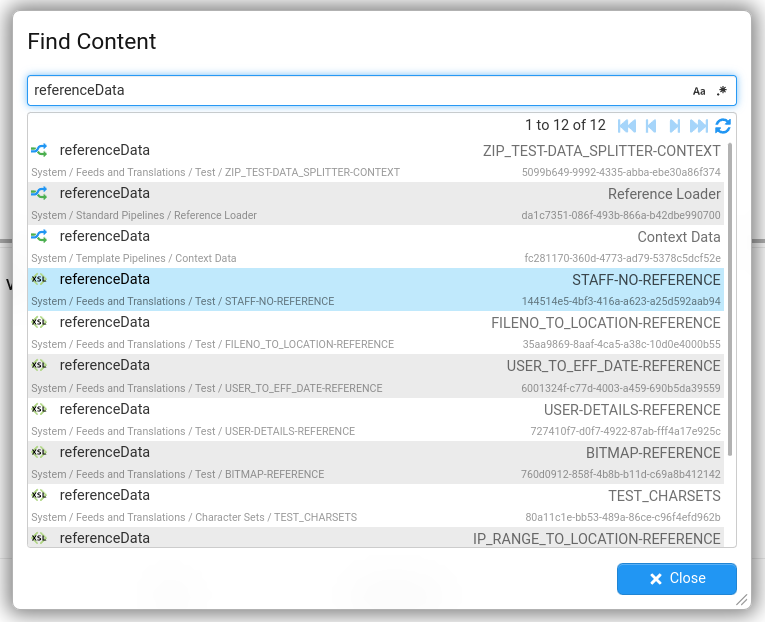 Find Content
referenceData Aa .*
1 to 12 of 12
referenceData ZIP_TEST-DATA_SPLITTER-CONTEXT
System / Feeds and Translations / Test / ZIP_TEST-DATA_SPLITTER-CONTEXT 5099b649-9992-4335-abba-ebe30a86f374
referenceData Reference Loader
System / Standard Pipelines / Reference Loader da1c7351-086f-493b-866a-b42dbe990700
referenceData Context Data
System / Template Pipelines / Context Data fc281170-360d-4773-ad79-5378c5dcf52e
XSL referenceData STAFF-NO-REFERENCE
System / Feeds and Translations / Test / STAFF-NO-REFERENCE 144514e5-4bf3-416a-a623-a25d592aab94
XSL referenceData FILENO_TO_LOCATION-REFERENCE
System / Feeds and Translations / Test / FILENO_TO_LOCATION-REFERENCE 35aa9869-8aaf-4ca5-a38c-10d0e4000b55
XSL referenceData USER_TO_EFF_DATE-REFERENCE
System / Feeds and Translations / Test / USER_TO_EFF_DATE-REFERENCE 6001324f-c77d-4003-a459-690b5da39559
XSL referenceData USER-DETAILS-REFERENCE
System / Feeds and Translations / Test / USER-DETAILS-REFERENCE 727410f7-d0f7-4922-87ab-fff4a17e925c
XSL referenceData BITMAP-REFERENCE
System / Feeds and Translations / Test / BITMAP-REFERENCE 760d0912-858f-4b8b-b11d-c69a8b412142
XSL referenceData TEST_CHARSETS
System / Feeds and Translations / Character Sets / TEST_CHARSETS 80a11c1e-bb53-489a-86ce-c96f4efd962b
XSL referenceData IP_RANGE_TO_LOCATION-REFERENCE
Close